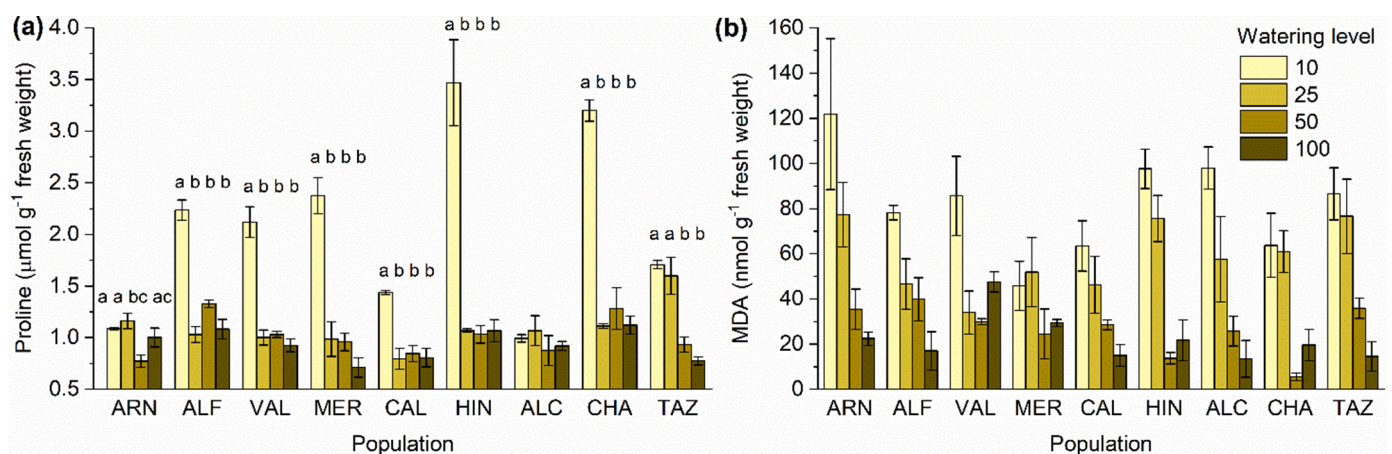 (a)
4.0
3.5
3.0
2.5
2.0
1.5
1.0
0.5
Proline (μmol g⁻¹ fresh weight)
a a bc ac
a b b b
a b b b
a b b b
a b b b
a b b b
a b b b
a a b b
ARN ALF VAL MER CAL HIN ALC CHA TAZ
Population
(b)
160
140
120
100
80
60
40
20
0
MDA (nmol g⁻¹ fresh weight)
Watering level
10
25
50
100
ARN ALF VAL MER CAL HIN ALC CHA TAZ
Population